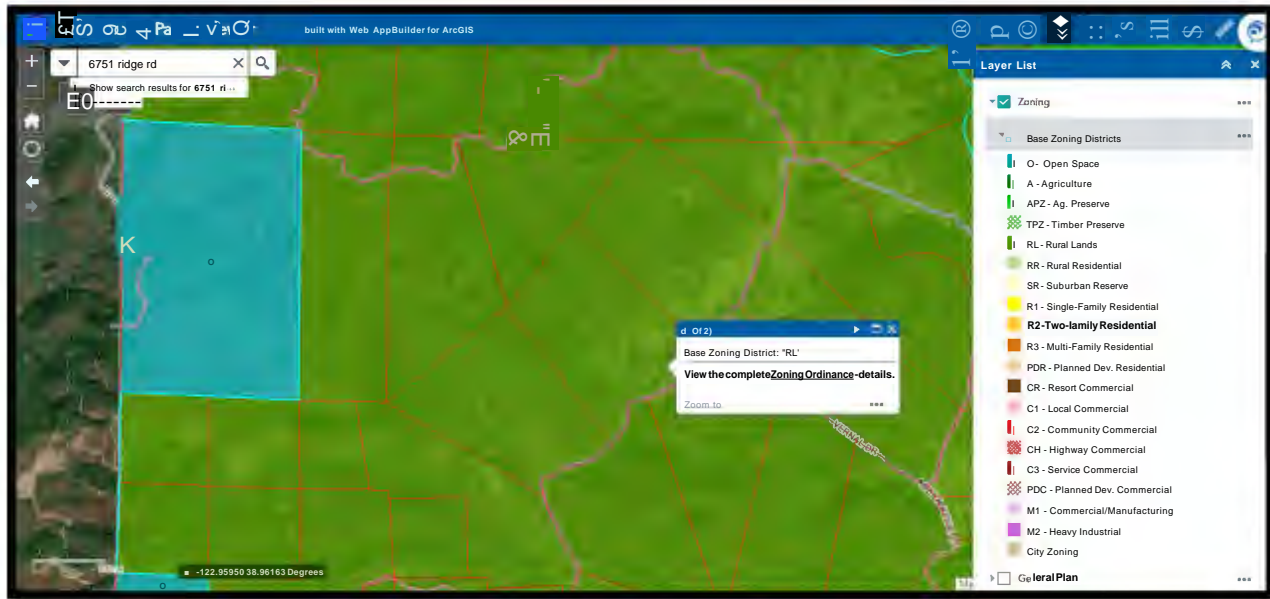 built with Web AppBuilder for ArcGIS
6751 ridge rd
Show search results for 6751 ri...
E0-------
&E
K
O
d Of 2)
Base Zoning District: "RL'
View the complete Zoning Ordinance-details.
Zoom to
VERNAL DR
-122.95950 38.96163 Degrees
O
Layer List
Zoning
Base Zoning Districts
O- Open Space
A - Agriculture
APZ - Ag. Preserve
TPZ - Timber Preserve
RL - Rural Lands
RR - Rural Residential
SR - Suburban Reserve
R1 - Single-Family Residential
R2-Two-lamily Residential
R3 - Multi-Family Residential
PDR - Planned Dev. Residential
CR - Resort Commercial
C1 - Local Commercial
C2 - Community Commercial
CH - Highway Commercial
C3 - Service Commercial
PDC - Planned Dev. Commercial
M1 - Commercial/Manufacturing
M2 - Heavy Industrial
City Zoning
Ge leral Plan